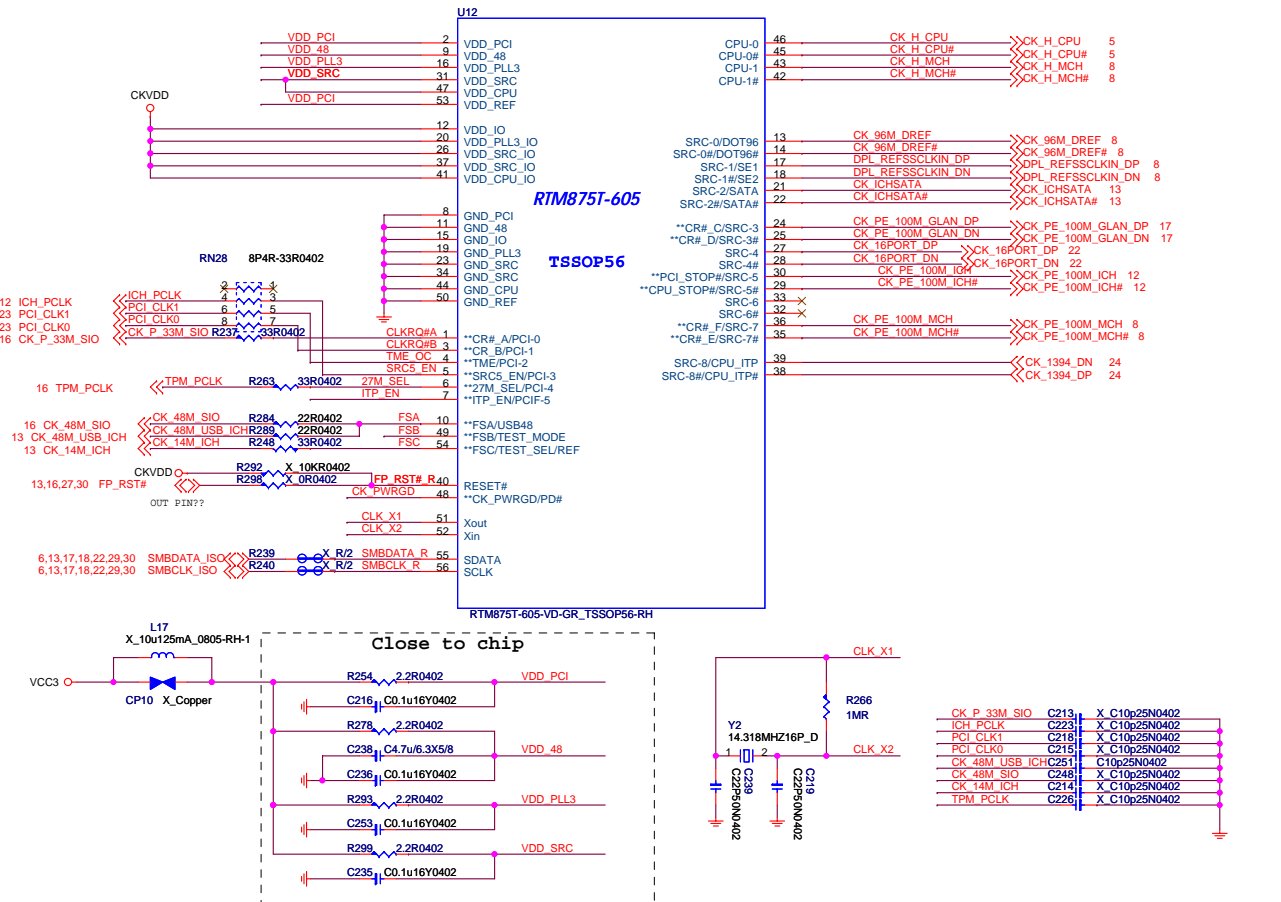 U12
VDD_PCI 2 VDD_PCI
VDD_48 9 VDD_48
VDD_PLL3 16 VDD_PLL3
VDD_SRC 31 VDD_SRC
47 VDD_CPU
VDD_PCI 53 VDD_REF
CKVDD
12 VDD_IO
20 VDD_PLL3_IO
26 VDD_SRC_IO
37 VDD_SRC_IO
41 VDD_CPU_IO
RTM875T-605
TSSOP56
8 GND_PCI
11 GND_48
15 GND_IO
19 GND_PLL3
23 GND_SRC
34 GND_SRC
44 GND_CPU
50 GND_REF
RN28 8P4R-33R0402
2 1
12 ICH_PCLK ICH_PCLK 4 3
23 PCI_CLK1 PCI_CLK1 6 5
23 PCI_CLK0 PCI_CLK0 8 7
16 CK_P_33M_SIO CK_P_33M_SIO R237 33R0402
CLKRQ#A 1 **CR#_A/PCI-0
CLKRQ#B 3 **CR_B/PCI-1
TME_OC 4 **TME/PCI-2
SRC5_EN 5 **SRC5_EN/PCI-3
16 TPM_PCLK TPM_PCLK R263 33R0402 27M_SEL 6 **27M_SEL/PCI-4
ITP_EN 7 **ITP_EN/PCIF-5
16 CK_48M_SIO CK_48M_SIO R284 22R0402 FSA 10 **FSA/USB48
13 CK_48M_USB_ICH CK_48M_USB_ICH R289 22R0402 FSB 49 **FSB/TEST_MODE
13 CK_14M_ICH CK_14M_ICH R248 33R0402 FSC 54 **FSC/TEST_SEL/REF
CKVDD R292 X_10KR0402
13,16,27,30 FP_RST# R298 X_0R0402 FP_RST#_R 40 RESET#
OUT PIN??
CK_PWRGD 48 **CK_PWRGD/PD#
CLK_X1 51 Xout
CLK_X2 52 Xin
6,13,17,18,22,29,30 SMBDATA_ISO R239 X_R/2 SMBDATA_R 55 SDATA
6,13,17,18,22,29,30 SMBCLK_ISO R240 X_R/2 SMBCLK_R 56 SCLK
RTM875T-605-VD-GR_TSSOP56-RH
CPU-0 46 CK_H_CPU CK_H_CPU 5
CPU-0# 45 CK_H_CPU# CK_H_CPU# 5
CPU-1 43 CK_H_MCH CK_H_MCH 8
CPU-1# 42 CK_H_MCH# CK_H_MCH# 8
SRC-0/DOT96 13 CK_96M_DREF CK_96M_DREF 8
SRC-0#/DOT96# 14 CK_96M_DREF# CK_96M_DREF# 8
SRC-1/SE1 17 DPL_REFSSCLKIN_DP DPL_REFSSCLKIN_DP 8
SRC-1#/SE2 18 DPL_REFSSCLKIN_DN DPL_REFSSCLKIN_DN 8
SRC-2/SATA 21 CK_ICHSATA CK_ICHSATA 13
SRC-2#/SATA# 22 CK_ICHSATA# CK_ICHSATA# 13
**CR#_C/SRC-3 24 CK_PE_100M_GLAN_DP CK_PE_100M_GLAN_DP 17
**CR#_D/SRC-3# 25 CK_PE_100M_GLAN_DN CK_PE_100M_GLAN_DN 17
SRC-4 27 CK_16PORT_DP CK_16PORT_DP 22
SRC-4# 28 CK_16PORT_DN CK_16PORT_DN 22
**PCI_STOP#/SRC-5 30 CK_PE_100M_ICH CK_PE_100M_ICH 12
**CPU_STOP#/SRC-5# 29 CK_PE_100M_ICH# CK_PE_100M_ICH# 12
SRC-6 33
SRC-6# 32
**CR#_F/SRC-7 36 CK_PE_100M_MCH CK_PE_100M_MCH 8
**CR#_E/SRC-7# 35 CK_PE_100M_MCH# CK_PE_100M_MCH# 8
SRC-8/CPU_ITP 39 CK_1394_DN 24
SRC-8#/CPU_ITP# 38 CK_1394_DP 24
L17
X_10u125mA_0805-RH-1
VCC3
CP10 X_Copper
Close to chip
R254 2.2R0402 VDD_PCI
C216 C0.1u16Y0402
R278 2.2R0402
C238 C4.7u/6.3X5/8 VDD_48
C236 C0.1u16Y0402
R293 2.2R0402 VDD_PLL3
C253 C0.1u16Y0402
R299 2.2R0402 VDD_SRC
C235 C0.1u16Y0402
CLK_X1
R266
1MR
Y2
14.318MHZ16P_D
1 2 CLK_X2
C239
C22P50N0402
C219
C22P50N0402
CK_P_33M_SIO C213 X_C10p25N0402
ICH_PCLK C223 X_C10p25N0402
PCI_CLK1 C218 X_C10p25N0402
PCI_CLK0 C215 X_C10p25N0402
CK_48M_USB_ICH C251 C10p25N0402
CK_48M_SIO C248 X_C10p25N0402
CK_14M_ICH C214 X_C10p25N0402
TPM_PCLK C226 X_C10p25N0402